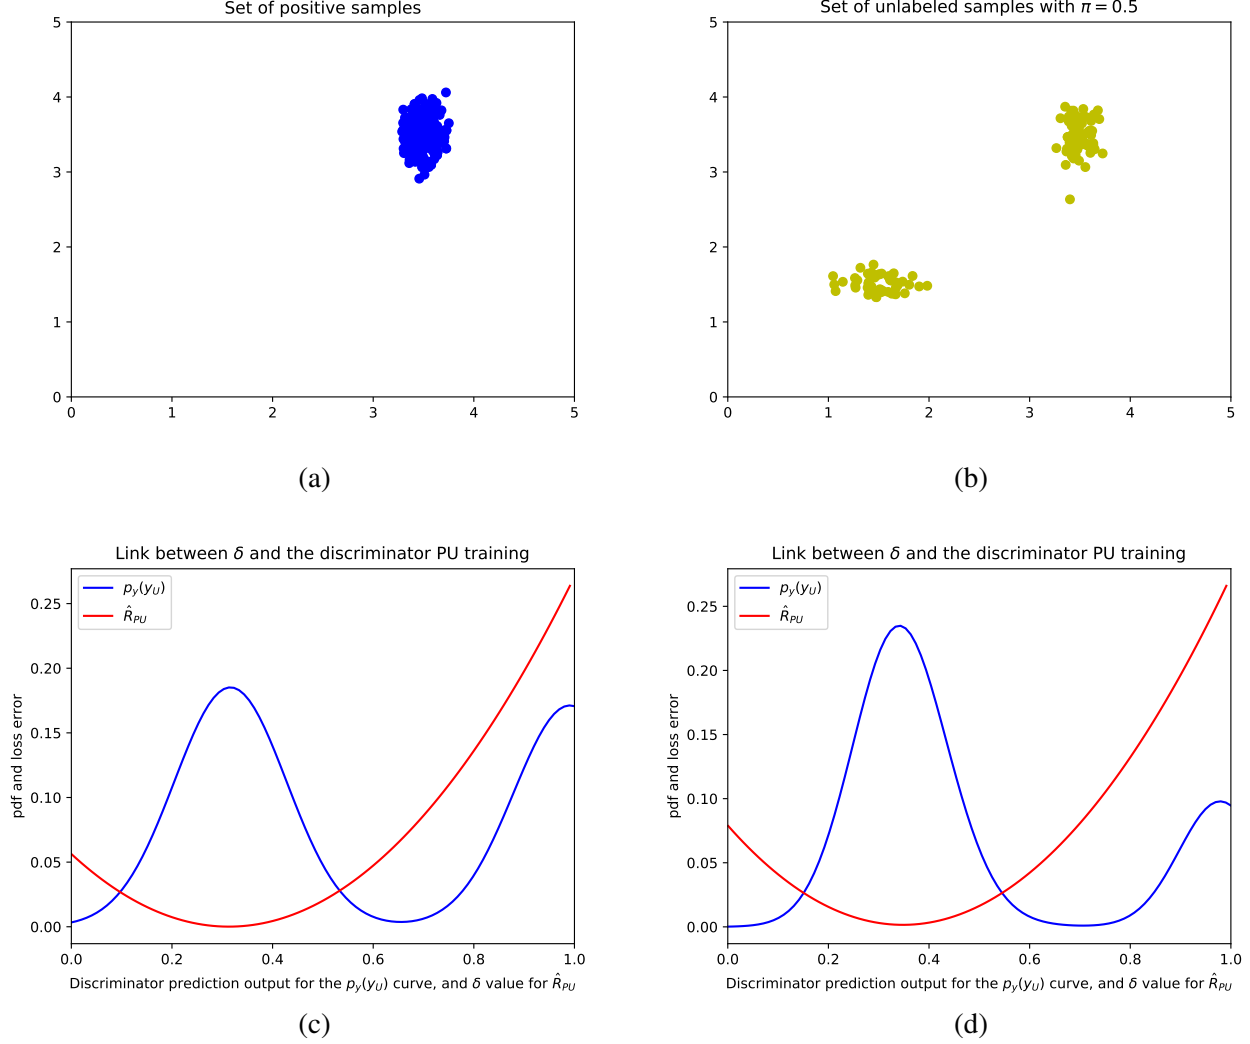 Set of positive samples
5
4
3
2
1
0
0 1 2 3 4 5
(a)
Set of unlabeled samples with π = 0.5
5
4
3
2
1
0
0 1 2 3 4 5
(b)
Link between δ and the discriminator PU training
p_y(y_U)
R̂_PU
pdf and loss error
0.25
0.20
0.15
0.10
0.05
0.00
0.0 0.2 0.4 0.6 0.8 1.0
Discriminator prediction output for the p_y(y_U) curve, and δ value for R̂_PU
(c)
Link between δ and the discriminator PU training
p_y(y_U)
R̂_PU
pdf and loss error
0.25
0.20
0.15
0.10
0.05
0.00
0.0 0.2 0.4 0.6 0.8 1.0
Discriminator prediction output for the p_y(y_U) curve, and δ value for R̂_PU
(d)